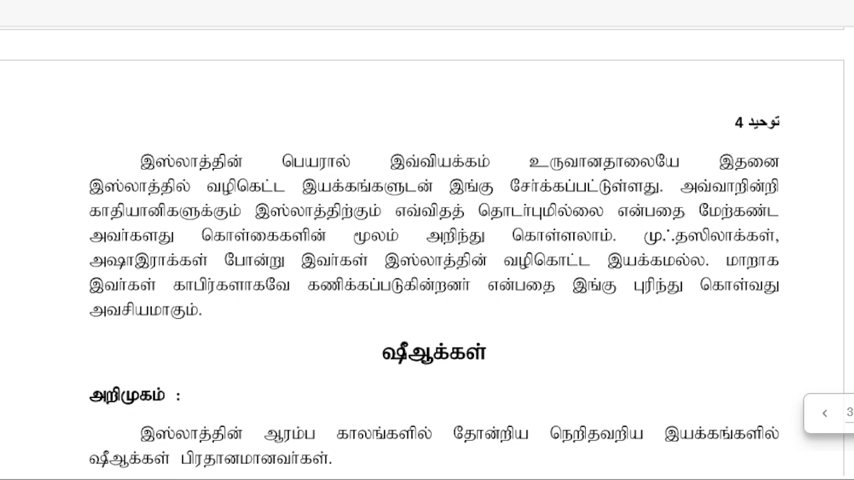 توحيد 4
இஸ்லாத்தின் பெயரால் இவ்வியக்கம் உருவானதாலேயே இதனை
இஸ்லாத்தில் வழிகெட்ட இயக்கங்களுடன் இங்கு சேர்க்கப்பட்டுள்ளது. அவ்வாறின்றி
காதியானிகளுக்கும் இஸ்லாத்திற்கும் எவ்விதத் தொடர்புமில்லை என்பதை மேற்கண்ட
அவர்களது கொள்கைகளின் மூலம் அறிந்து கொள்ளலாம். முஃதஸிலாக்கள்,
அஷாஇராக்கள் போன்று இவர்கள் இஸ்லாத்தின் வழிகொட்ட இயக்கமல்ல. மாறாக
இவர்கள் காபிர்களாகவே கணிக்கப்படுகின்றனர் என்பதை இங்கு புரிந்து கொள்வது
அவசியமாகும்.
ஷீஆக்கள்
அறிமுகம் :
இஸ்லாத்தின் ஆரம்ப காலங்களில் தோன்றிய நெறிதவறிய இயக்கங்களில்
ஷீஆக்கள் பிரதானமானவர்கள்.
3